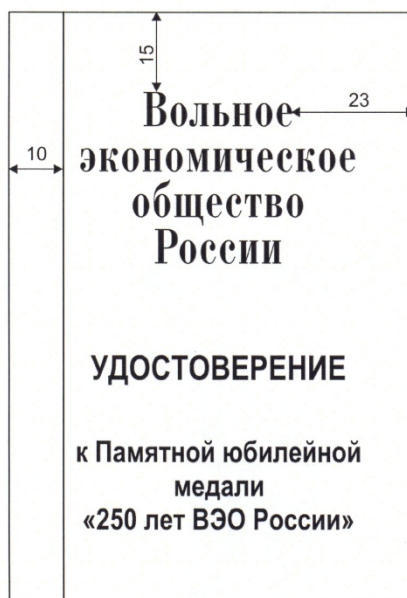 15
Вольное
23
10
экономическое
общество
России
УДОСТОВЕРЕНИЕ
к Памятной юбилейной
медали
«250 лет ВЭО России»